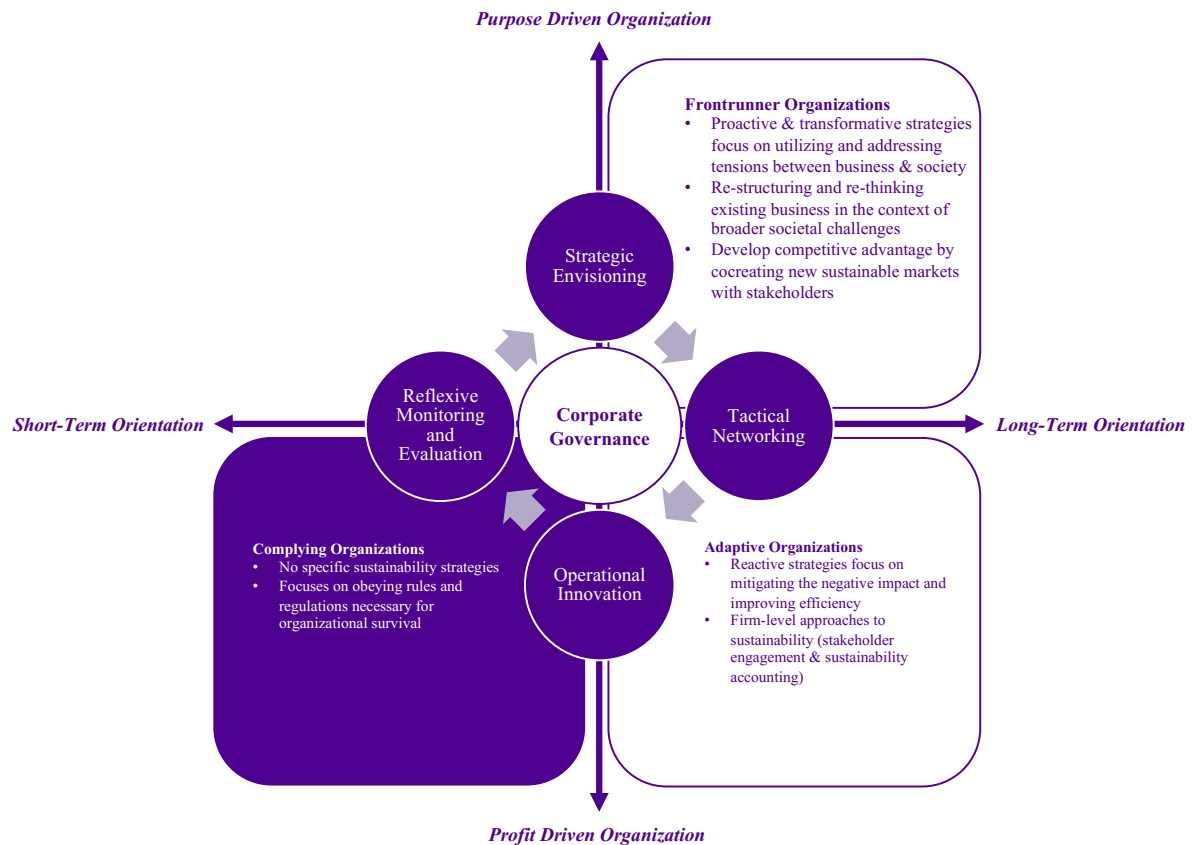 Purpose Driven Organization
Frontrunner Organizations
• Proactive & transformative strategies
focus on utilizing and addressing
tensions between business & society
• Re-structuring and re-thinking
existing business in the context of
broader societal challenges
• Develop competitive advantage by
cocreating new sustainable markets
with stakeholders
Strategic
Envisioning
Short-Term Orientation
Reflexive
Monitoring
and
Evaluation
Corporate
Governance
Tactical
Networking
Long-Term Orientation
Complying Organizations
• No specific sustainability strategies
• Focuses on obeying rules and
regulations necessary for
organizational survival
Operational
Innovation
Adaptive Organizations
• Reactive strategies focus on
mitigating the negative impact and
improving efficiency
• Firm-level approaches to
sustainability (stakeholder
engagement & sustainability
accounting)
Profit Driven Organization